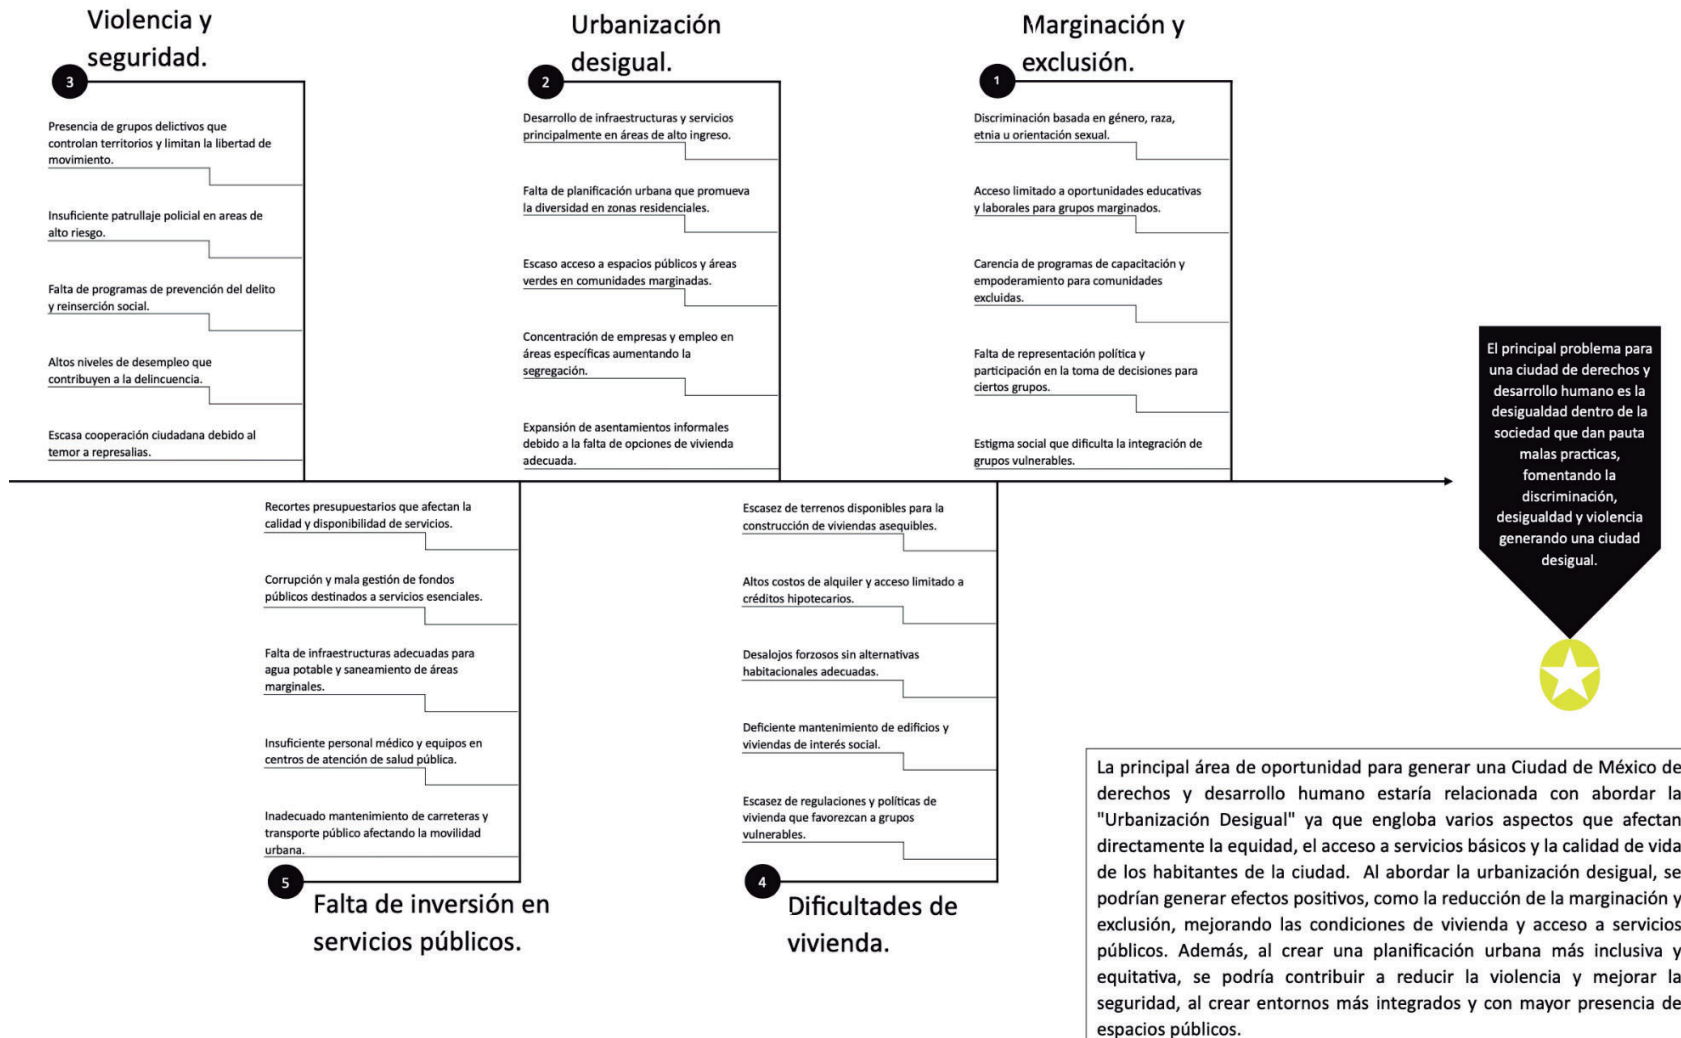 Violencia y
seguridad.
3
Presencia de grupos delictivos que
controlan territorios y limitan la libertad de
movimiento.
Insuficiente patrullaje policial en areas de
alto riesgo.
Falta de programas de prevención del delito
y reinserción social.
Altos niveles de desempleo que
contribuyen a la delincuencia.
Escasa cooperación ciudadana debido al
temor a represalias.
Urbanización
desigual.
2
Desarrollo de infraestructuras y servicios
principalmente en áreas de alto ingreso.
Falta de planificación urbana que promueva
la diversidad en zonas residenciales.
Escaso acceso a espacios públicos y áreas
verdes en comunidades marginadas.
Concentración de empresas y empleo en
áreas específicas aumentando la
segregación.
Expansión de asentamientos informales
debido a la falta de opciones de vivienda
adecuada.
Marginación y
exclusión.
1
Discriminación basada en género, raza,
etnia u orientación sexual.
Acceso limitado a oportunidades educativas
y laborales para grupos marginados.
Carencia de programas de capacitación y
empoderamiento para comunidades
excluidas.
Falta de representación política y
participación en la toma de decisiones para
ciertos grupos.
Estigma social que dificulta la integración de
grupos vulnerables.
El principal problema para
una ciudad de derechos y
desarrollo humano es la
desigualdad dentro de la
sociedad que dan pauta
malas practicas,
fomentando la
discriminación,
desigualdad y violencia
generando una ciudad
desigual.
Recortes presupuestarios que afectan la
calidad y disponibilidad de servicios.
Corrupción y mala gestión de fondos
públicos destinados a servicios esenciales.
Falta de infraestructuras adecuadas para
agua potable y saneamiento de áreas
marginales.
Insuficiente personal médico y equipos en
centros de atención de salud pública.
Inadecuado mantenimiento de carreteras y
transporte público afectando la movilidad
urbana.
5
Falta de inversión en
servicios públicos.
Escasez de terrenos disponibles para la
construcción de viviendas asequibles.
Altos costos de alquiler y acceso limitado a
créditos hipotecarios.
Desalojos forzosos sin alternativas
habitacionales adecuadas.
Deficiente mantenimiento de edificios y
viviendas de interés social.
Escasez de regulaciones y políticas de
vivienda que favorezcan a grupos
vulnerables.
4
Dificultades de
vivienda.
La principal área de oportunidad para generar una Ciudad de México de
derechos y desarrollo humano estaría relacionada con abordar la
"Urbanización Desigual" ya que engloba varios aspectos que afectan
directamente la equidad, el acceso a servicios básicos y la calidad de vida
de los habitantes de la ciudad. Al abordar la urbanización desigual, se
podrían generar efectos positivos, como la reducción de la marginación y
exclusión, mejorando las condiciones de vivienda y acceso a servicios
públicos. Además, al crear una planificación urbana más inclusiva y
equitativa, se podría contribuir a reducir la violencia y mejorar la
seguridad, al crear entornos más integrados y con mayor presencia de
espacios públicos.